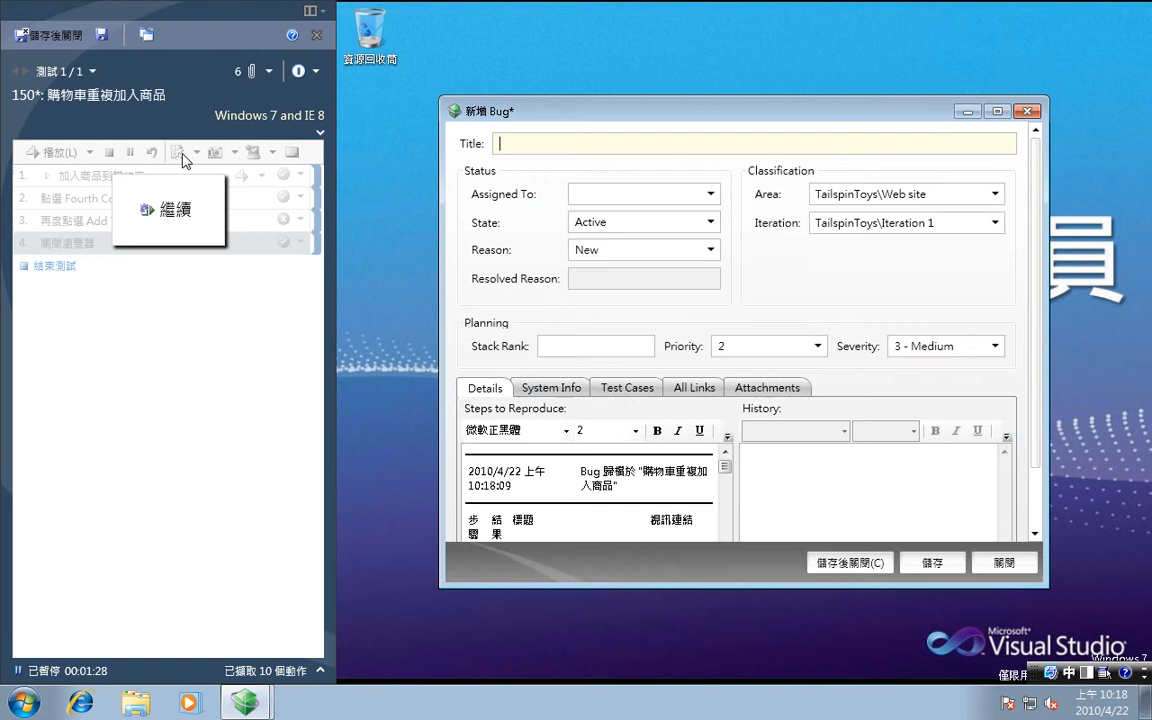 儲存後關閉
測試 1 / 1
6
150*: 購物車重複加入商品
Windows 7 and IE 8
播放(L)
1. 加入商品到
2. 點選 Fourth Co
3. 再度點選 Add
4. 關閉瀏覽器
結束測試
繼續
已暫停 00:01:28
已擷取 10 個動作
資源回收筒
新增 Bug*
Title:
Status
Assigned To:
State: Active
Reason: New
Resolved Reason:
Classification
Area: TailspinToys\Web site
Iteration: TailspinToys\Iteration 1
Planning
Stack Rank:
Priority: 2
Severity: 3 - Medium
Details
System Info
Test Cases
All Links
Attachments
Steps to Reproduce:
微軟正黑體 2 B I U
2010/4/22 上午 Bug 歸檔於 "購物車重複加
10:18:09 入商品"
步 結 標題 視訊連結
驟 果
History:
B I U
儲存後關閉(C)
儲存
關閉
員
Microsoft
Visual Studio
Windows 7
僅限用
中
上午 10:18
2010/4/22